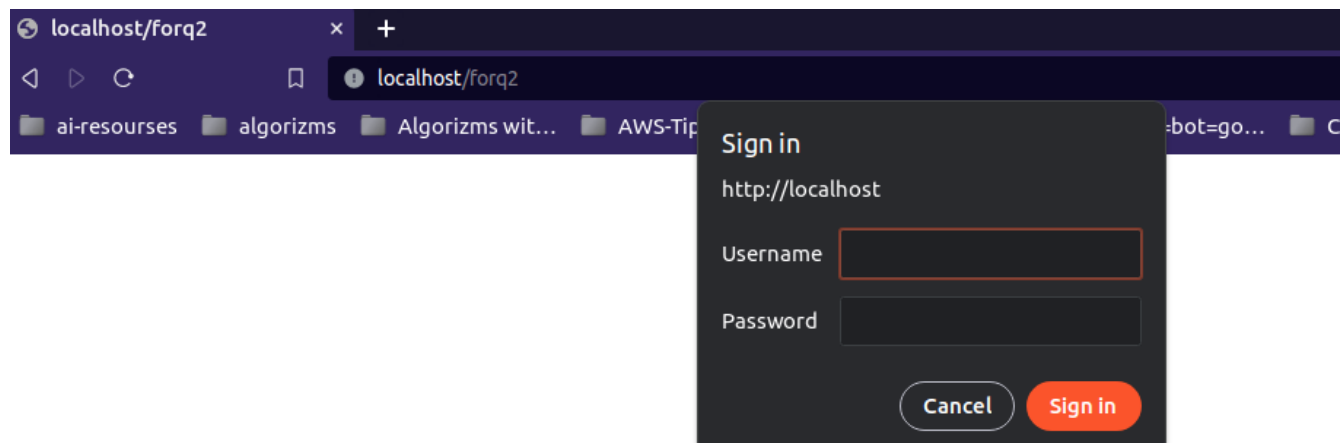 localhost/forq2
localhost/forq2
ai-resourses algorizms Algorizms wit... AWS-Tip :bot=go... C
Sign in
http://localhost
Username
Password
Cancel Sign in